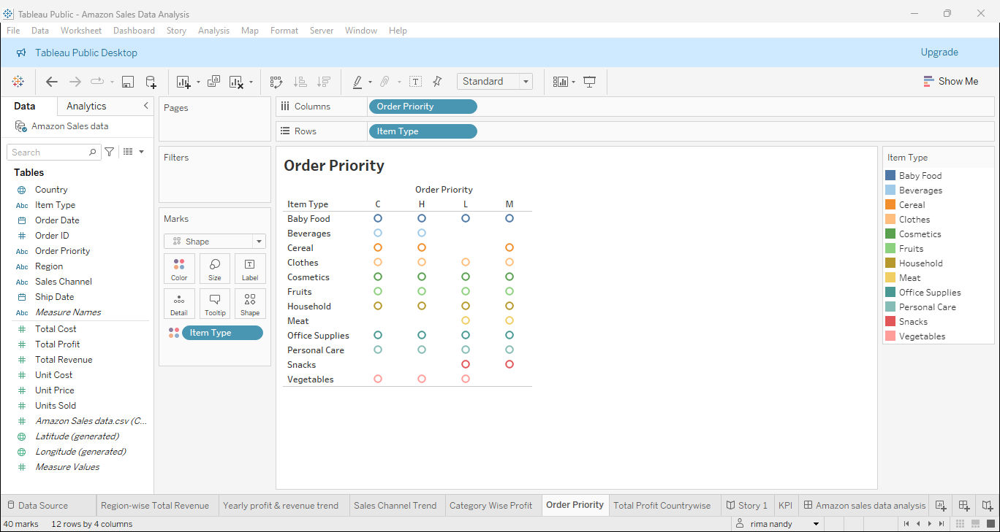 Tableau Public - Amazon Sales Data Analysis
File Data Worksheet Dashboard Story Analysis Map Format Server Window Help
Tableau Public Desktop Upgrade
Standard Show Me
Data Analytics
Amazon Sales data
Search
Tables
Country
Abc Item Type
Order Date
Order ID
Abc Order Priority
Abc Region
Abc Sales Channel
Ship Date
Abc Measure Names
Total Cost
Total Profit
Total Revenue
Unit Cost
Unit Price
Units Sold
Amazon Sales data.csv (C...
Latitude (generated)
Longitude (generated)
Measure Values
Pages
Filters
Marks
Shape
Color Size Label
Detail Tooltip Shape
Item Type
Columns Order Priority
Rows Item Type
Order Priority
Order Priority
Item Type C H L M
Baby Food
Beverages
Cereal
Clothes
Cosmetics
Fruits
Household
Meat
Office Supplies
Personal Care
Snacks
Vegetables
Item Type
Baby Food
Beverages
Cereal
Clothes
Cosmetics
Fruits
Household
Meat
Office Supplies
Personal Care
Snacks
Vegetables
Data Source Region-wise Total Revenue Yearly profit & revenue trend Sales Channel Trend Category Wise Profit Order Priority Total Profit Countrywise Story 1 KPI Amazon sales data analysis
40 marks 12 rows by 4 columns rima nandy